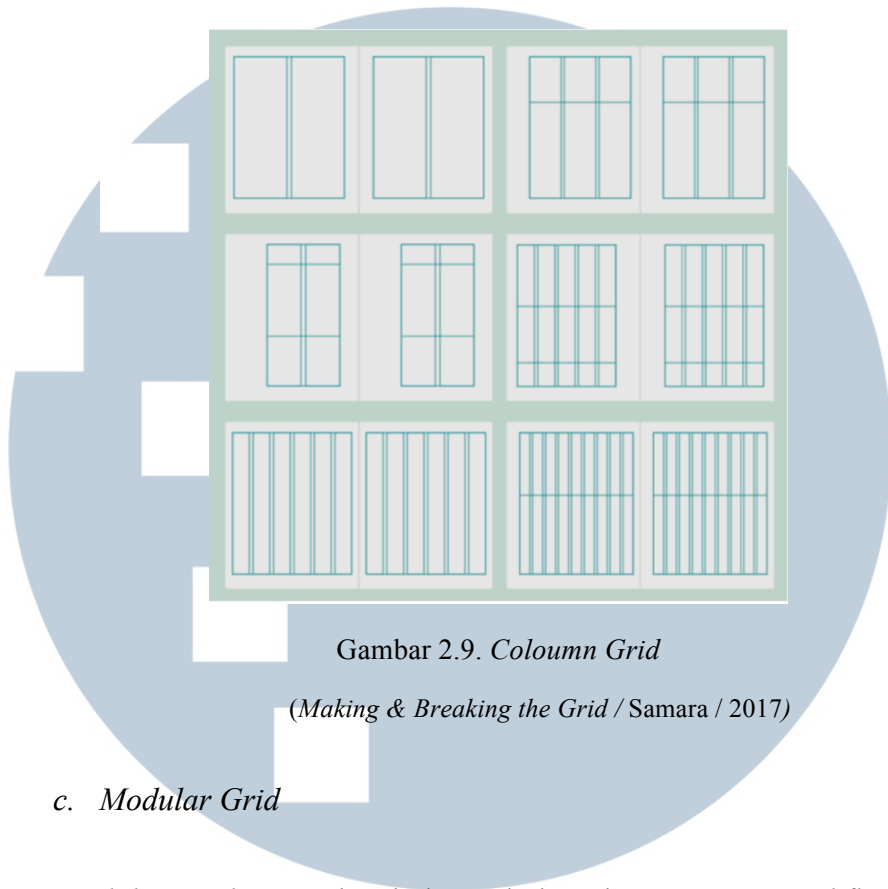 Gambar 2.9. Coloumn Grid
(Making & Breaking the Grid / Samara / 2017)
c. Modular Grid